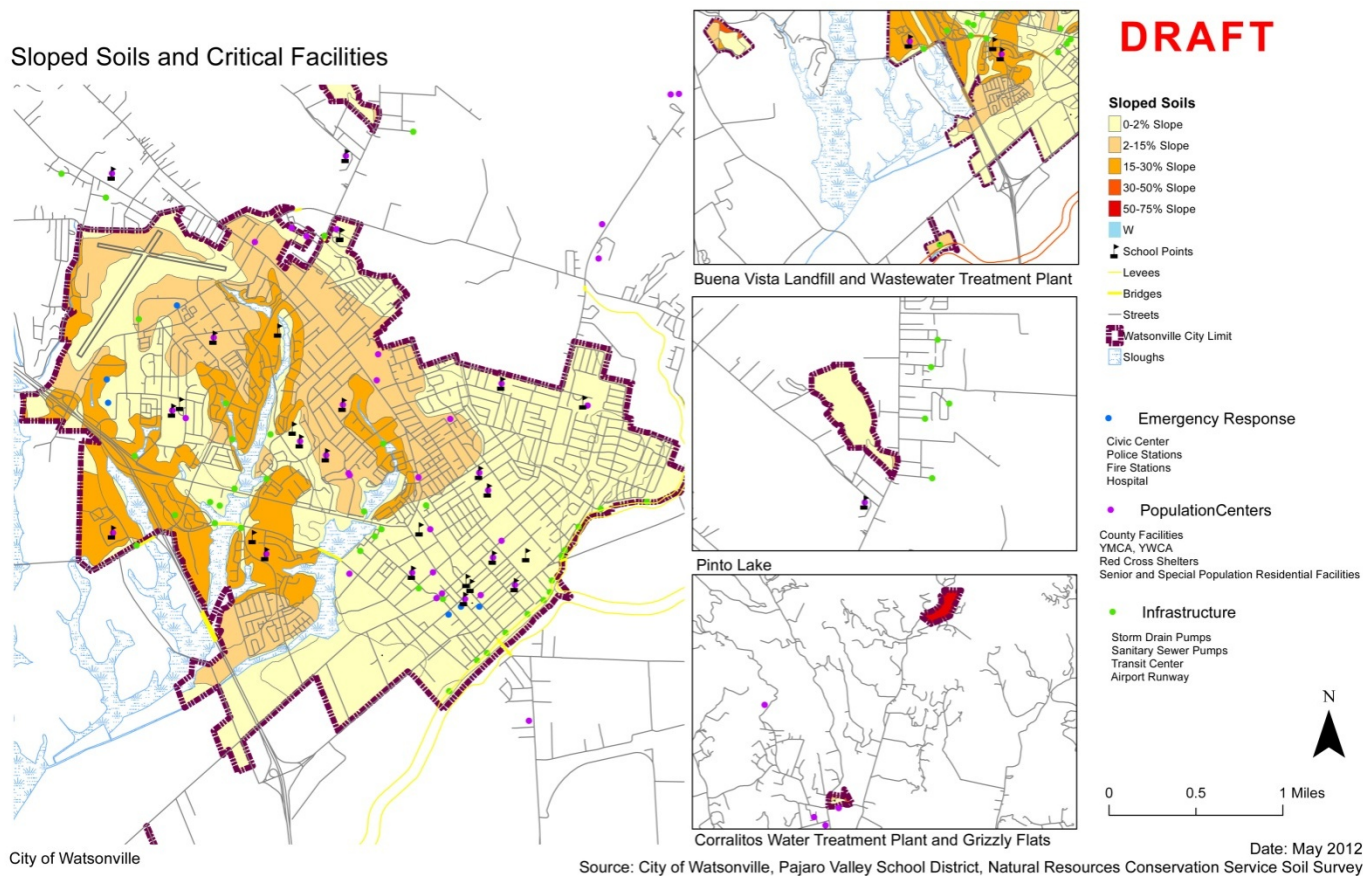 Sloped Soils and Critical Facilities
City of Watsonville
Buena Vista Landfill and Wastewater Treatment Plant
Pinto Lake
Corralitos Water Treatment Plant and Grizzly Flats
DRAFT
Sloped Soils
0-2% Slope
2-15% Slope
15-30% Slope
30-50% Slope
50-75% Slope
W
School Points
Levees
Bridges
Streets
Watsonville City Limit
Sloughs
Emergency Response
Civic Center
Police Stations
Fire Stations
Hospital
PopulationCenters
County Facilities
YMCA, YWCA
Red Cross Shelters
Senior and Special Population Residential Facilities
Infrastructure
Storm Drain Pumps
Sanitary Sewer Pumps
Transit Center
Airport Runway
N
0 0.5 1 Miles
Date: May 2012
Source: City of Watsonville, Pajaro Valley School District, Natural Resources Conservation Service Soil Survey